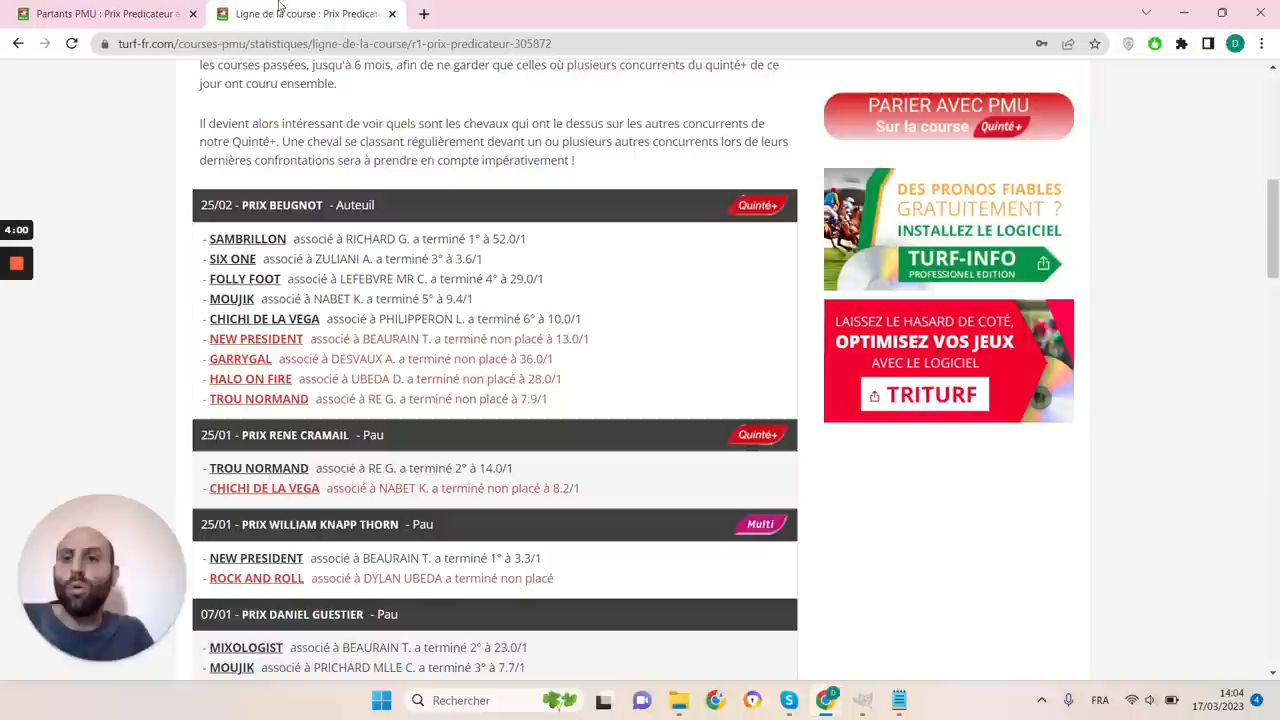 Partants PMU : Prix Predicateur
Ligne de la course : Prix Predicat
turf-fr.com/courses-pmu/statistiques/ligne-de-la-course/r1-prix-predicateur-305872
D
les courses passées, jusqu'à 6 mois, afin de ne garder que celles où plusieurs concurrents du quinté+ de ce
jour ont couru ensemble.
Il devient alors intéressant de voir quels sont les chevaux qui ont le dessus sur les autres concurrents de
notre Quinté+. Une cheval se classant régulièrement devant un ou plusieurs autres concurrents lors de leurs
dernières confrontations sera à prendre en compte impérativement !
25/02 - PRIX BEUGNOT - Auteuil Quinté+
- SAMBRILLON associé à RICHARD G. a terminé 1° à 52.0/1
- SIX ONE associé à ZULIANI A. a terminé 3° à 3.6/1
- FOLLY FOOT associé à LEFEBVRE MR C. a terminé 4° à 29.0/1
- MOUJIK associé à NABET K. a terminé 5° à 9.4/1
- CHICHI DE LA VEGA associé à PHILIPPERON L. a terminé 6° à 10.0/1
- NEW PRESIDENT associé à BEAURAIN T. a terminé non placé à 13.0/1
- GARRYGAL associé à DESVAUX A. a terminé non placé à 36.0/1
- HALO ON FIRE associé à UBEDA D. a terminé non placé à 28.0/1
- TROU NORMAND associé à RE G. a terminé non placé à 7.9/1
25/01 - PRIX RENE CRAMAIL - Pau Quinté+
- TROU NORMAND associé à RE G. a terminé 2° à 14.0/1
- CHICHI DE LA VEGA associé à NABET K. a terminé non placé à 8.2/1
25/01 - PRIX WILLIAM KNAPP THORN - Pau Multi
- NEW PRESIDENT associé à BEAURAIN T. a terminé 1° à 3.3/1
- ROCK AND ROLL associé à DYLAN UBEDA a terminé non placé
07/01 - PRIX DANIEL GUESTIER - Pau
- MIXOLOGIST associé à BEAURAIN T. a terminé 2° à 23.0/1
- MOUJIK associé à PRICHARD MLLE C. a terminé 3° à 7.7/1
PARIER AVEC PMU
Sur la course Quinté+
DES PRONOS FIABLES
GRATUITEMENT ?
INSTALLEZ LE LOGICIEL
TURF-INFO
PROFESSIONEL EDITION
LAISSEZ LE HASARD DE COTÉ,
OPTIMISEZ VOS JEUX
AVEC LE LOGICIEL
TRITURF
4:00
Rechercher
FRA
14:04
17/03/2023
4